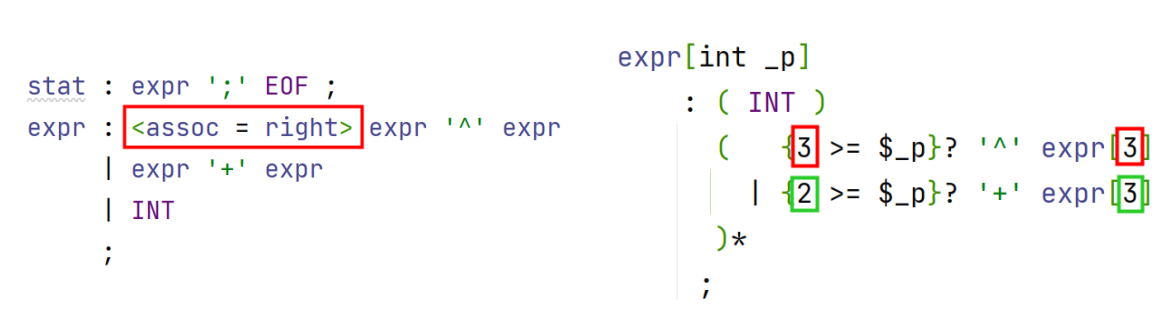 stat : expr ';' EOF ;
expr : <assoc = right> expr '^' expr
| expr '+' expr
| INT
;
expr[int _p]
: ( INT )
( {3 >= $_p}? '^' expr[3]
| {2 >= $_p}? '+' expr[3]
)*
;